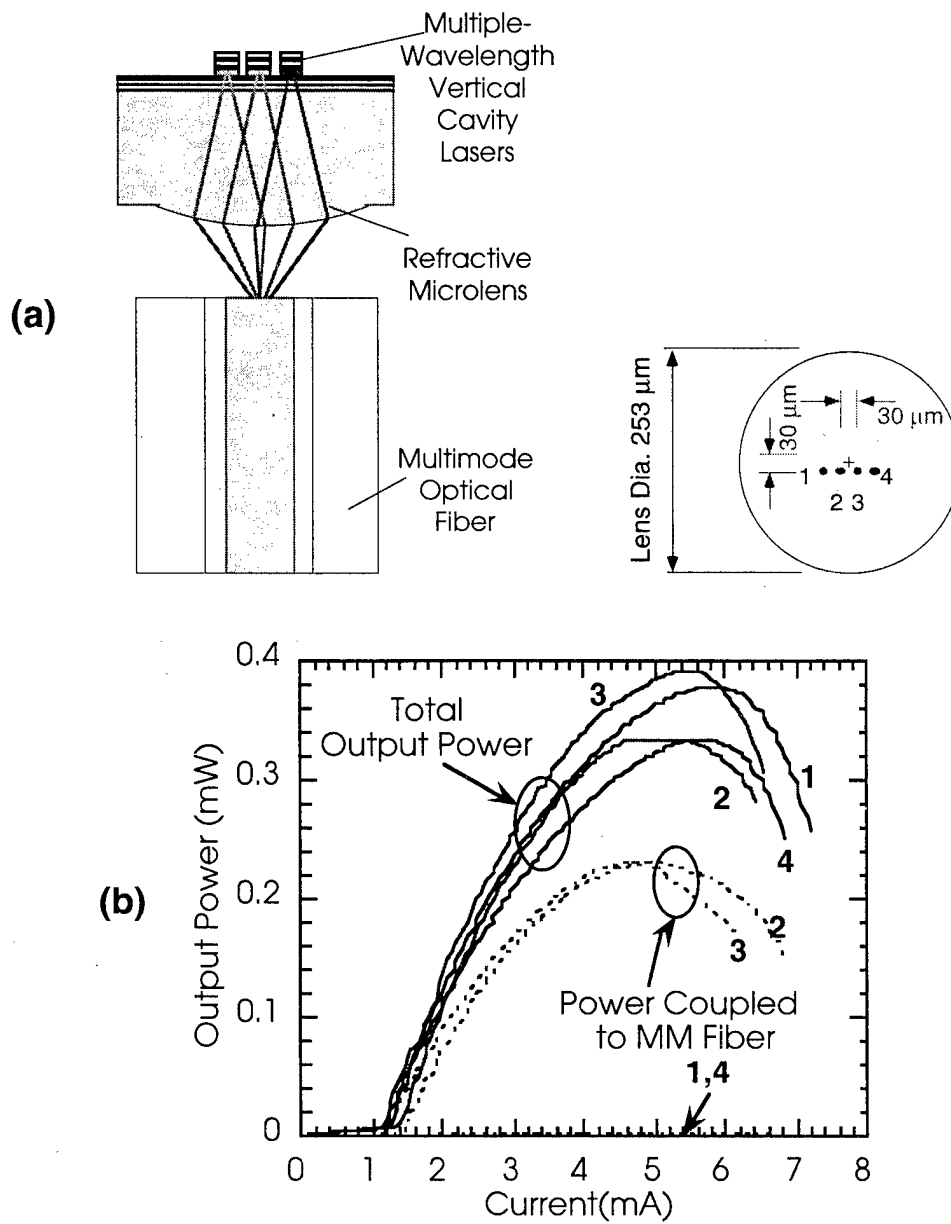 Multiple-
Wavelength
Vertical
Cavity
Lasers
Refractive
Microlens
(a)
Multimode
Optical
Fiber
Lens Dia. 253 µm
30 µm
30 µm
1
4
2 3
0.4
0.3
0.2
0.1
0
Output Power (mW)
(b)
Total
Output Power
3
1
2
4
2
3
Power Coupled
to MM Fiber
1,4
0 1 2 3 4 5 6 7 8
Current(mA)